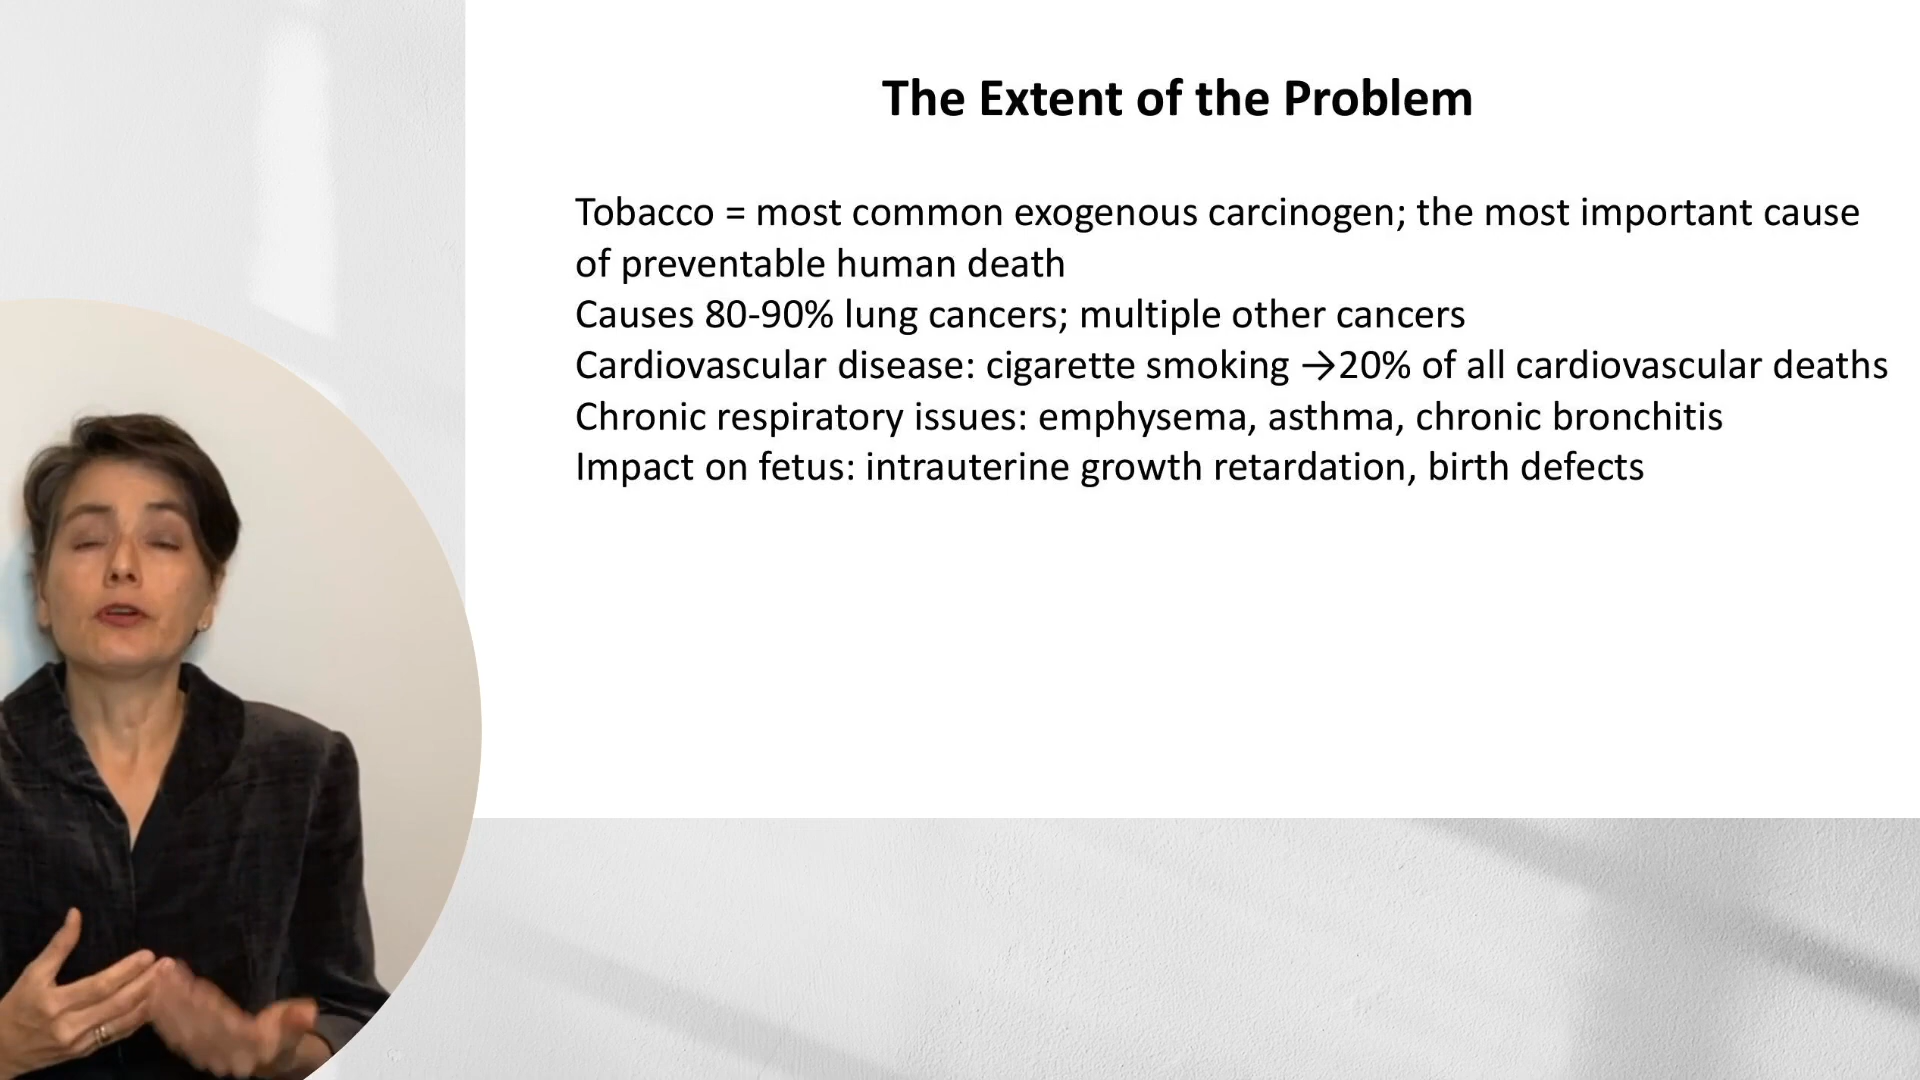 The Extent of the Problem
Tobacco = most common exogenous carcinogen; the most important cause
of preventable human death
Causes 80-90% lung cancers; multiple other cancers
Cardiovascular disease: cigarette smoking →20% of all cardiovascular deaths
Chronic respiratory issues: emphysema, asthma, chronic bronchitis
Impact on fetus: intrauterine growth retardation, birth defects